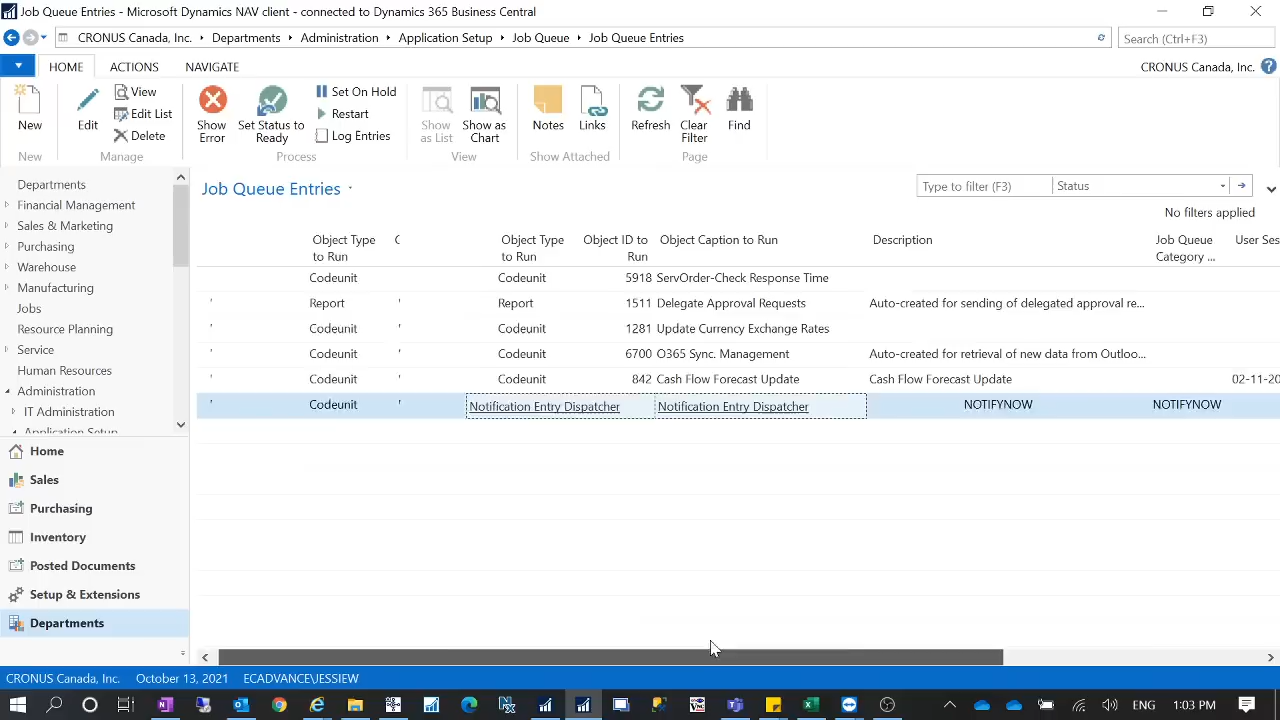 Job Queue Entries - Microsoft Dynamics NAV client - connected to Dynamics 365 Business Central
CRONUS Canada, Inc. Departments Administration Application Setup Job Queue Job Queue Entries
Search (Ctrl+F3)
HOME ACTIONS NAVIGATE
CRONUS Canada, Inc.
New
Edit
View
Edit List
Delete
Show Error
Set Status to Ready
Set On Hold
Restart
Log Entries
Show as List
Show as Chart
Notes
Links
Refresh
Clear Filter
Find
New Manage Process View Show Attached Page
Departments
Financial Management
Sales & Marketing
Purchasing
Warehouse
Manufacturing
Jobs
Resource Planning
Service
Human Resources
Administration
IT Administration
Application Setup
Home
Sales
Purchasing
Inventory
Posted Documents
Setup & Extensions
Departments
Job Queue Entries
Type to filter (F3) Status
No filters applied
Object Type to Run Object Type to Run Object ID to Run Object Caption to Run Description Job Queue Category ... User Ses
Codeunit Codeunit 5918 ServOrder-Check Response Time
' Report ' Report 1511 Delegate Approval Requests Auto-created for sending of delegated approval re...
' Codeunit ' Codeunit 1281 Update Currency Exchange Rates
' Codeunit ' Codeunit 6700 O365 Sync. Management Auto-created for retrieval of new data from Outloo...
' Codeunit ' Codeunit 842 Cash Flow Forecast Update Cash Flow Forecast Update 02-11-20
' Codeunit ' Notification Entry Dispatcher Notification Entry Dispatcher NOTIFYNOW NOTIFYNOW
CRONUS Canada, Inc. October 13, 2021 ECADVANCE\JESSIEW
ENG 1:03 PM